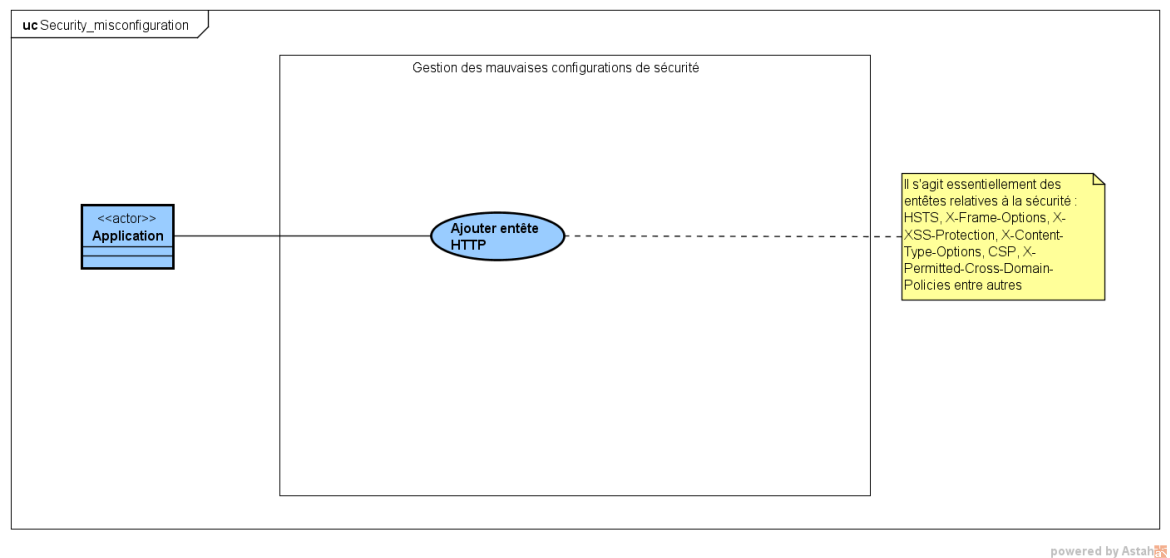 uc Security_misconfiguration
Gestion des mauvaises configurations de sécurité
<<actor>>
Application
Ajouter entête
HTTP
Il s'agit essentiellement des
entêtes relatives à la sécurité :
HSTS, X-Frame-Options, X-
XSS-Protection, X-Content-
Type-Options, CSP, X-
Permitted-Cross-Domain-
Policies entre autres
powered by Astah